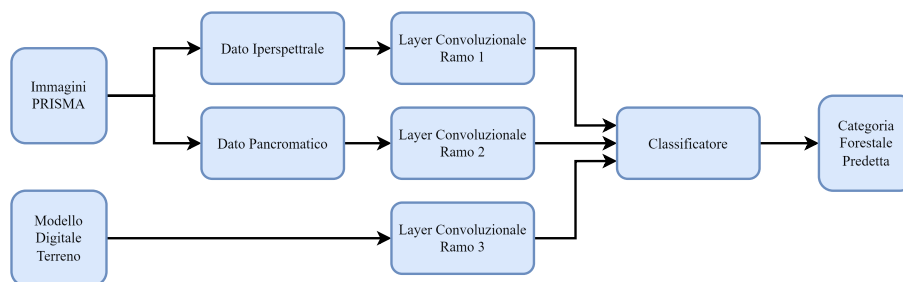 Immagini
PRISMA
Dato Iperspettrale
Layer Convoluzionale
Ramo 1
Dato Pancromatico
Layer Convoluzionale
Ramo 2
Modello
Digitale
Terreno
Layer Convoluzionale
Ramo 3
Classificatore
Categoria
Forestale
Predetta